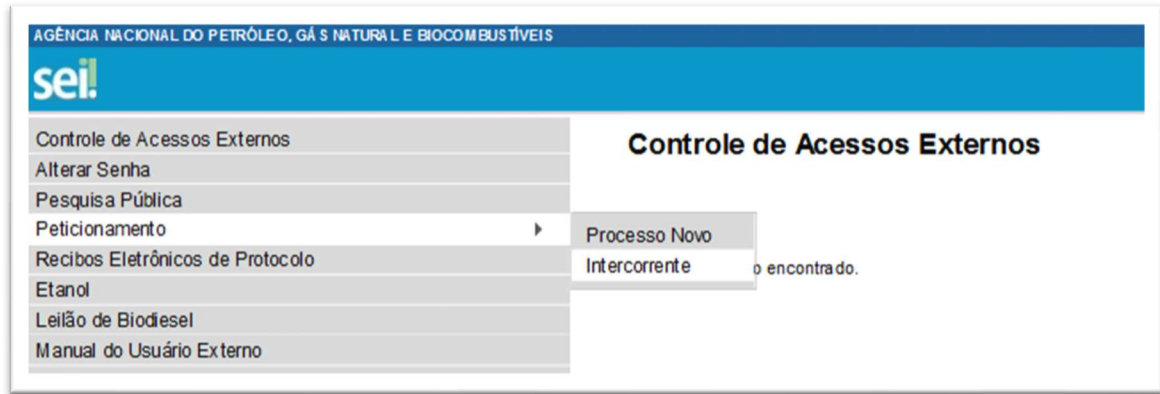 AGÊNCIA NACIONAL DO PETRÓLEO, GÁS NATURAL E BIOCOMBUSTÍVEIS
sei!
Controle de Acessos Externos
Alterar Senha
Pesquisa Pública
Peticionamento
Recibos Eletrônicos de Protocolo
Etanol
Leilão de Biodiesel
Manual do Usuário Externo
Controle de Acessos Externos
Processo Novo
Intercorrente
o encontrado.